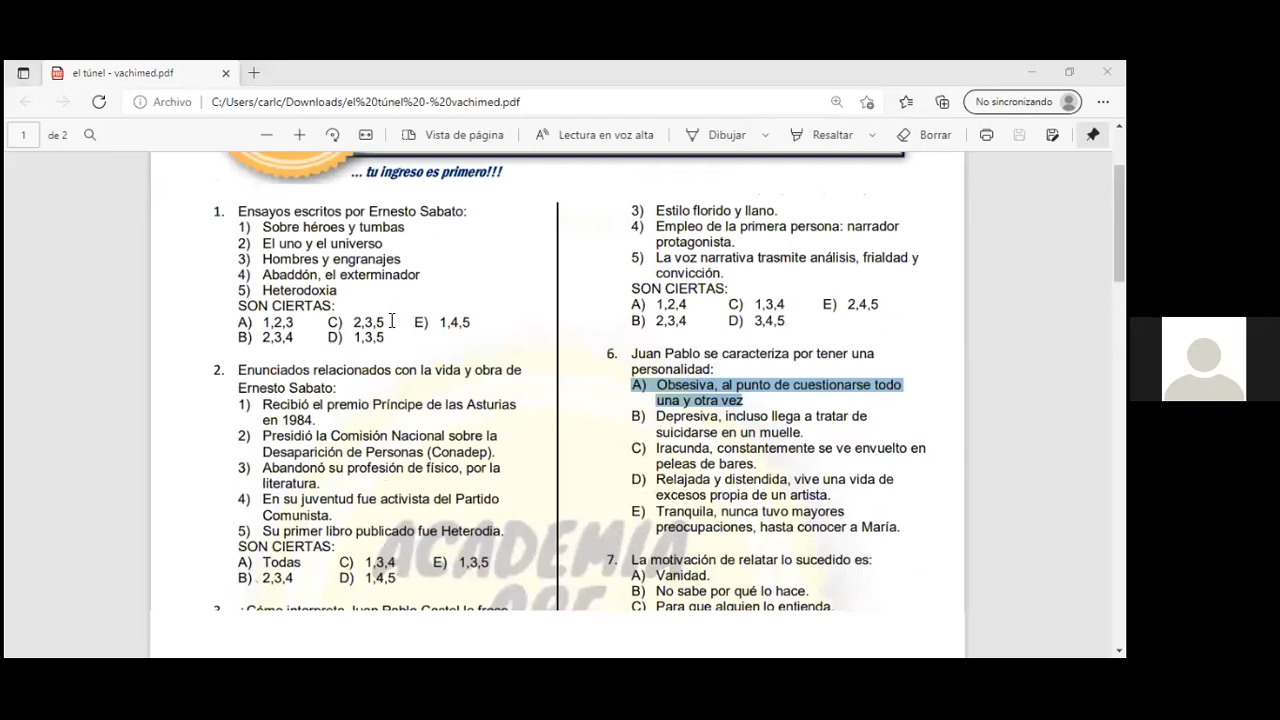 el túnel - vachimed.pdf
Archivo
C:/Users/carlc/Downloads/el%20túnel%20-%20vachimed.pdf
No sincronizando
1
de 2
Vista de página
Lectura en voz alta
Dibujar
Resaltar
Borrar
... tu ingreso es primero!!!
1. Ensayos escritos por Ernesto Sabato:
1) Sobre héroes y tumbas
2) El uno y el universo
3) Hombres y engranajes
4) Abaddón, el exterminador
5) Heterodoxia
SON CIERTAS:
A) 1,2,3 C) 2,3,5 E) 1,4,5
B) 2,3,4 D) 1,3,5
2. Enunciados relacionados con la vida y obra de
Ernesto Sabato:
1) Recibió el premio Príncipe de las Asturias
en 1984.
2) Presidió la Comisión Nacional sobre la
Desaparición de Personas (Conadep).
3) Abandonó su profesión de físico, por la
literatura.
4) En su juventud fue activista del Partido
Comunista.
5) Su primer libro publicado fue Heterodia.
SON CIERTAS:
A) Todas C) 1,3,4 E) 1,3,5
B) 2,3,4 D) 1,4,5
3. ¿Cómo interpreta Juan Pablo Castel la frase
3) Estilo florido y llano.
4) Empleo de la primera persona: narrador
protagonista.
5) La voz narrativa trasmite análisis, frialdad y
convicción.
SON CIERTAS:
A) 1,2,4 C) 1,3,4 E) 2,4,5
B) 2,3,4 D) 3,4,5
6. Juan Pablo se caracteriza por tener una
personalidad:
A) Obsesiva, al punto de cuestionarse todo
una y otra vez
B) Depresiva, incluso llega a tratar de
suicidarse en un muelle.
C) Iracunda, constantemente se ve envuelto en
peleas de bares.
D) Relajada y distendida, vive una vida de
excesos propia de un artista.
E) Tranquila, nunca tuvo mayores
preocupaciones, hasta conocer a María.
7. La motivación de relatar lo sucedido es:
A) Vanidad.
B) No sabe por qué lo hace.
C) Para que alguien lo entienda.
ACADEMIA